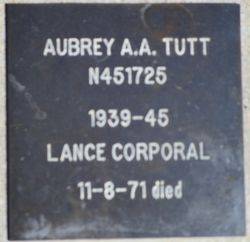 AUBREY A.A. TUTT
N451725
1939-45
LANCE CORPORAL
11-8-71 died